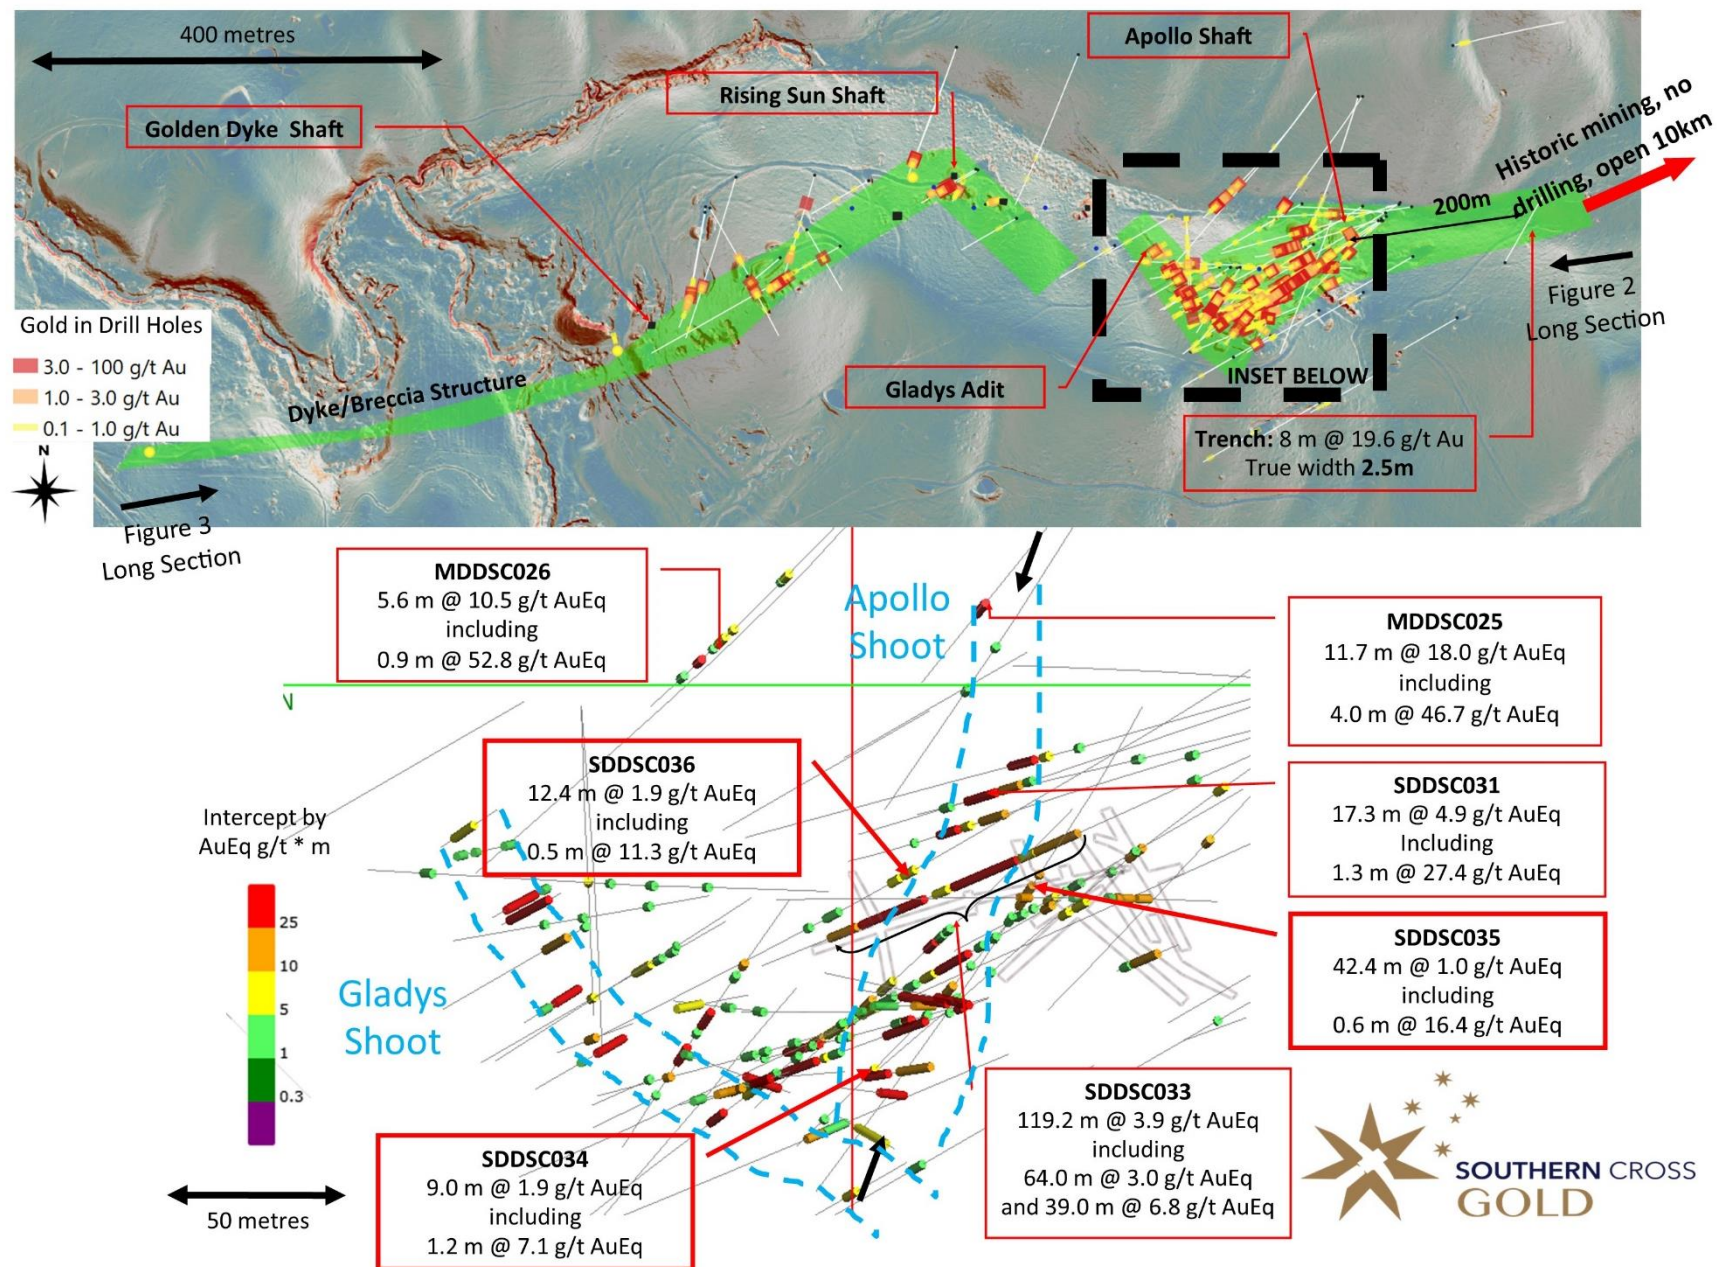 400 metres
Apollo Shaft
Rising Sun Shaft
Golden Dyke Shaft
Historic mining, no
drilling, open 10km
200m
Figure 2
Long Section
Gold in Drill Holes
3.0 - 100 g/t Au
1.0 - 3.0 g/t Au
0.1 - 1.0 g/t Au
Dyke/Breccia Structure
Gladys Adit
INSET BELOW
Trench: 8 m @ 19.6 g/t Au
True width 2.5m
N
Figure 3
Long Section
MDDSC026
5.6 m @ 10.5 g/t AuEq
including
0.9 m @ 52.8 g/t AuEq
Apollo
Shoot
MDDSC025
11.7 m @ 18.0 g/t AuEq
including
4.0 m @ 46.7 g/t AuEq
N
SDDSC036
12.4 m @ 1.9 g/t AuEq
including
0.5 m @ 11.3 g/t AuEq
SDDSC031
17.3 m @ 4.9 g/t AuEq
Including
1.3 m @ 27.4 g/t AuEq
Intercept by
AuEq g/t * m
25
10
5
1
0.3
Gladys
Shoot
SDDSC035
42.4 m @ 1.0 g/t AuEq
including
0.6 m @ 16.4 g/t AuEq
SDDSC033
119.2 m @ 3.9 g/t AuEq
including
64.0 m @ 3.0 g/t AuEq
and 39.0 m @ 6.8 g/t AuEq
SDDSC034
9.0 m @ 1.9 g/t AuEq
including
1.2 m @ 7.1 g/t AuEq
50 metres
SOUTHERN CROSS
GOLD